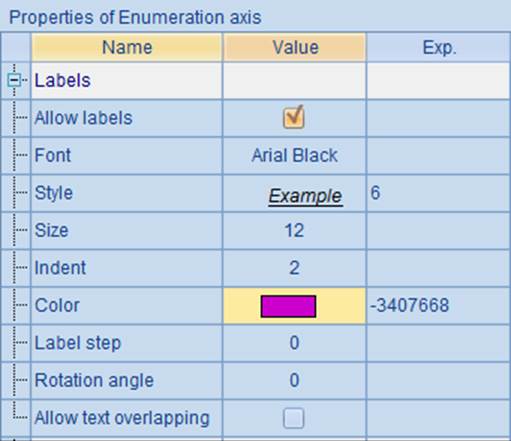 Properties of Enumeration axis
Name Value Exp.
Labels
Allow labels
Font Arial Black
Style Example 6
Size 12
Indent 2
Color -3407668
Label step 0
Rotation angle 0
Allow text overlapping